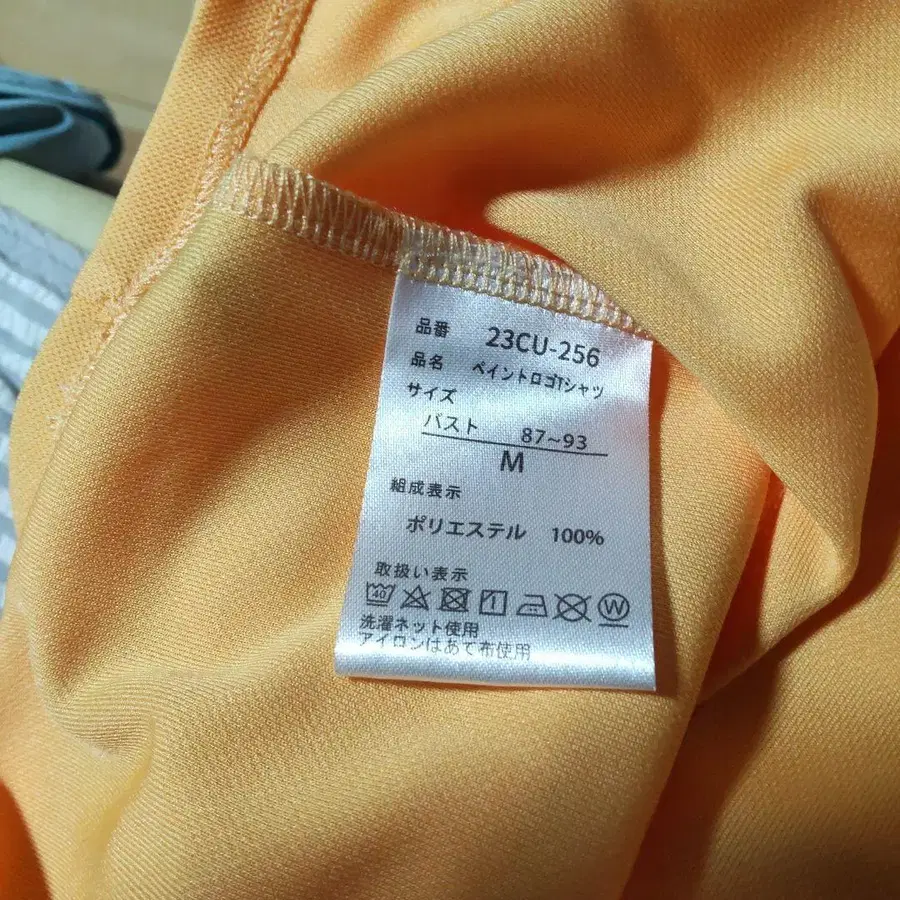 品番 23CU-256
品名 ペイントロゴTシャツ
サイズ
バスト 87~93
M
組成表示
ポリエステル 100%
取扱い表示
40 W
洗濯ネット使用
アイロンはあて布使用